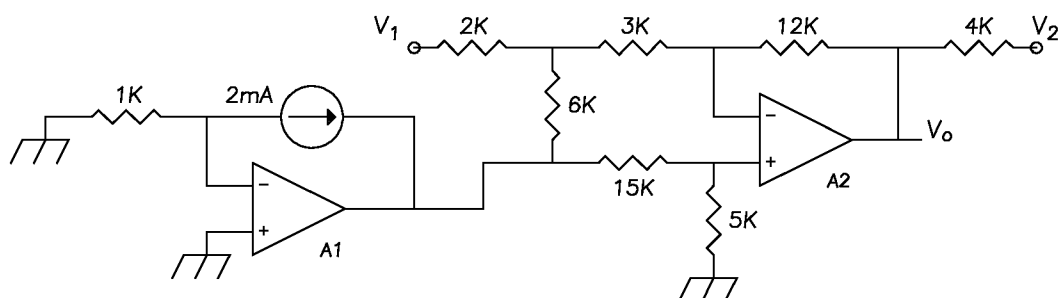 V1 2K 3K 12K 4K V2
1K 2mA 6K
- Vo
+ A2
- 15K
5K
+ A1